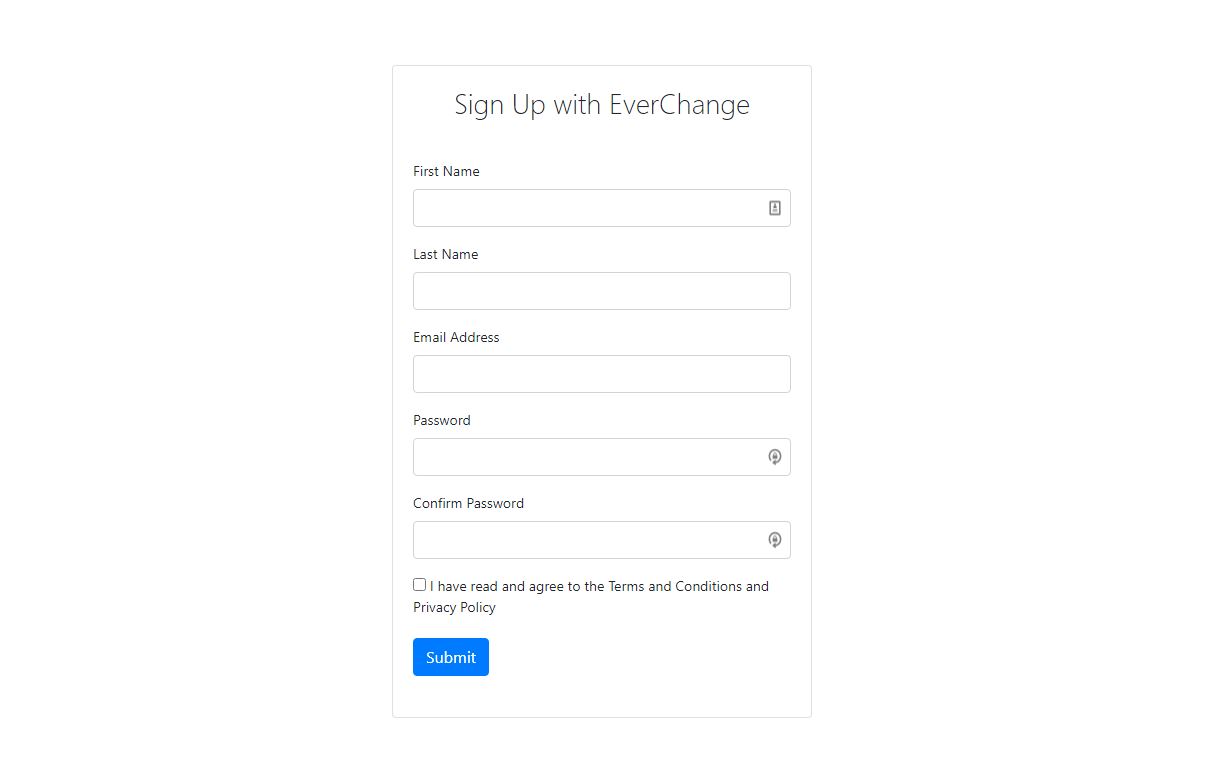 Sign Up with EverChange
First Name
Last Name
Email Address
Password
Confirm Password
I have read and agree to the Terms and Conditions and
Privacy Policy
Submit